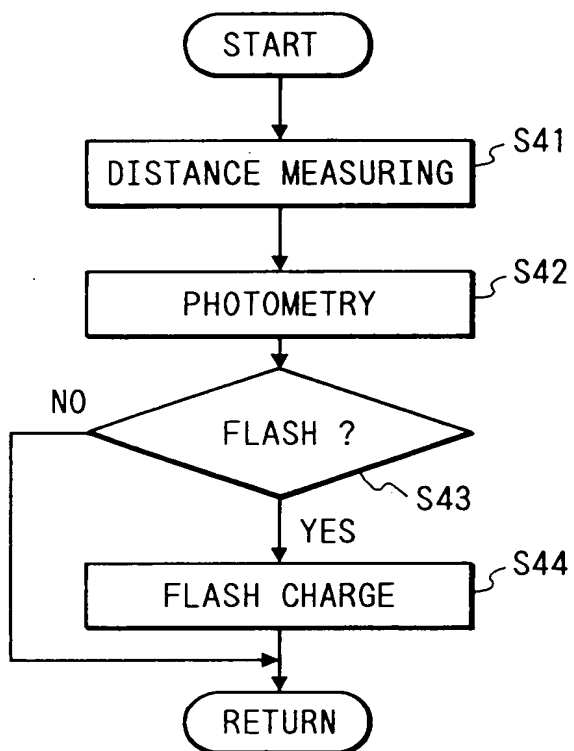 START
DISTANCE MEASURING
S41
PHOTOMETRY
S42
FLASH ?
NO
S43
YES
FLASH CHARGE
S44
RETURN